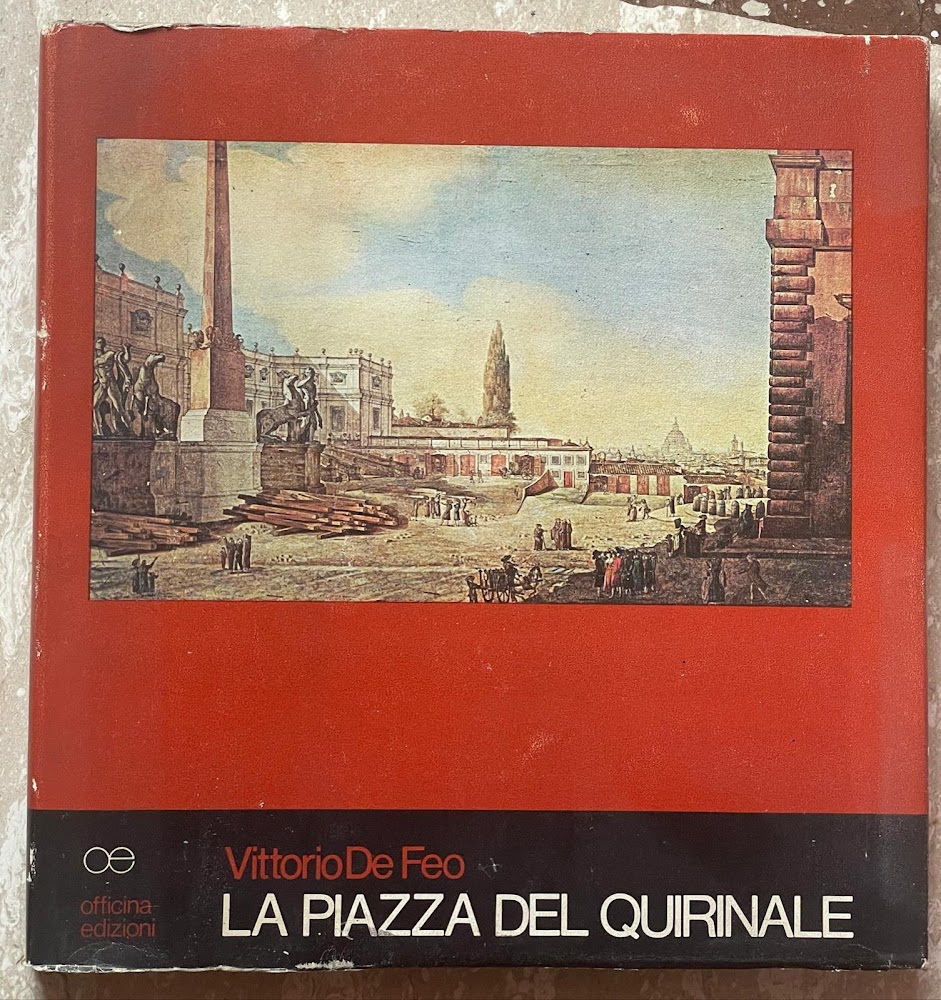 oe
Vittorio De Feo
officina
edizioni
LA PIAZZA DEL QUIRINALE